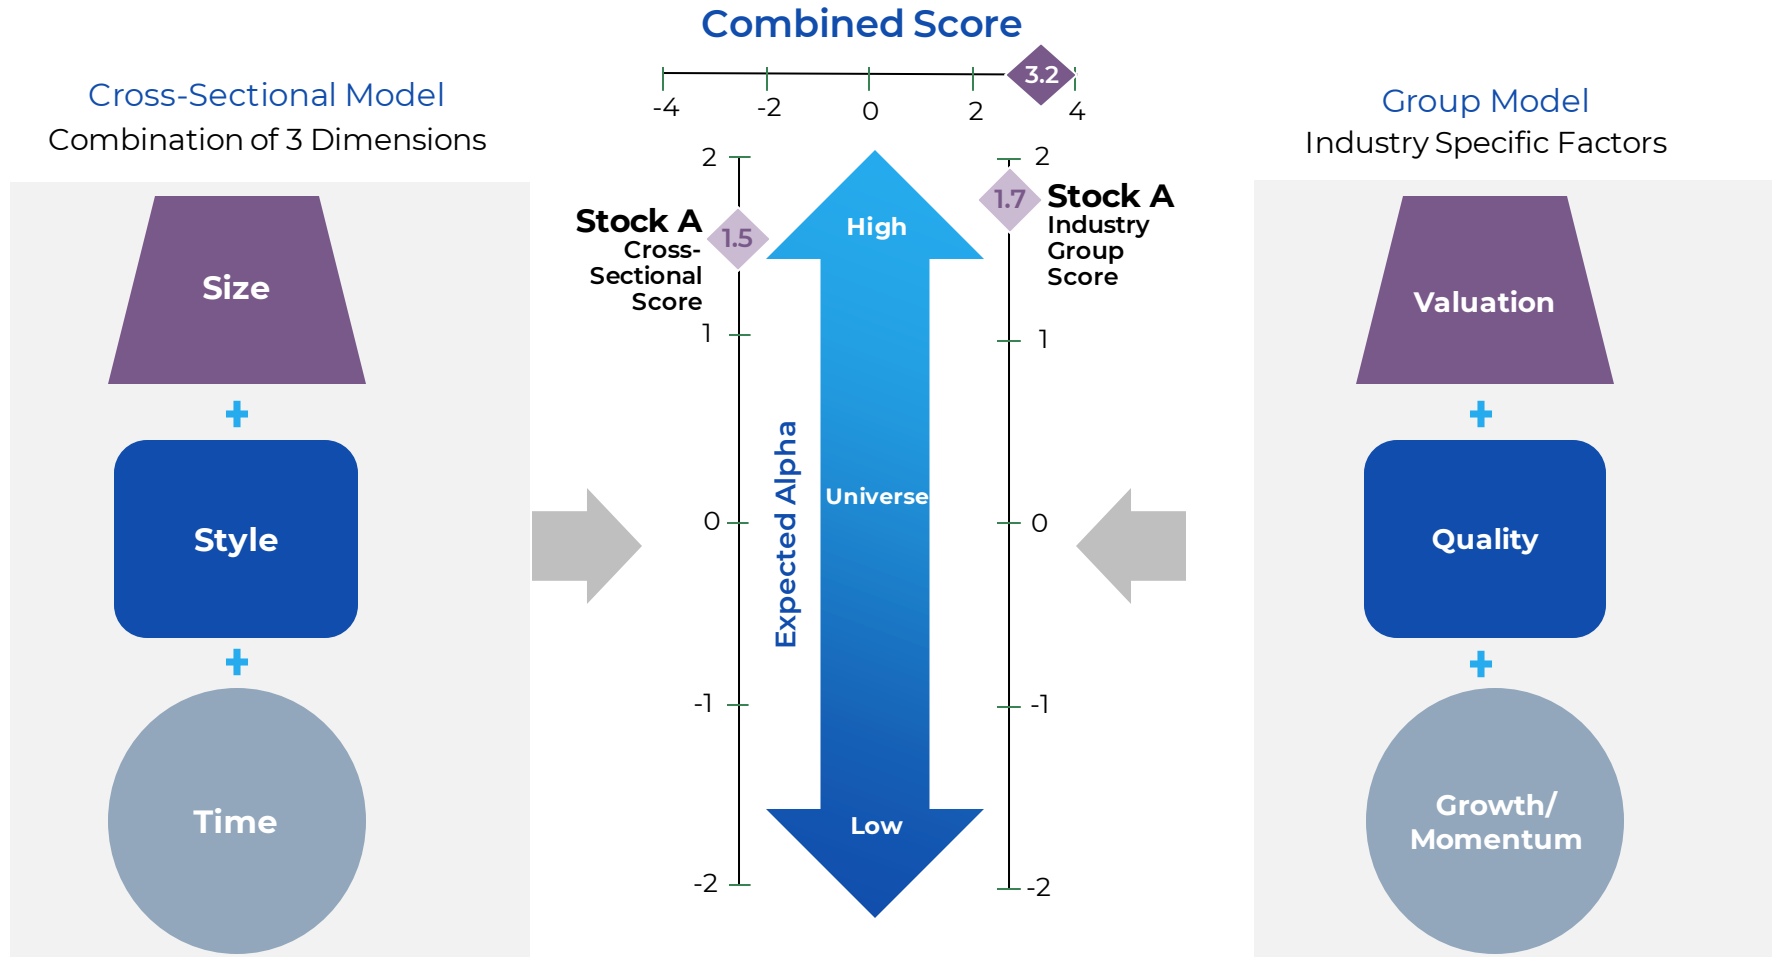 Combined Score
3.2
-4 -2 0 2 4
Cross-Sectional Model
Combination of 3 Dimensions
Size
+
Style
+
Time
Stock A
Cross-
Sectional
Score
1.5
2
1
0
-1
-2
Expected Alpha
High
Universe
Low
2
1
0
-1
-2
1.7
Stock A
Industry
Group
Score
Group Model
Industry Specific Factors
Valuation
+
Quality
+
Growth/
Momentum